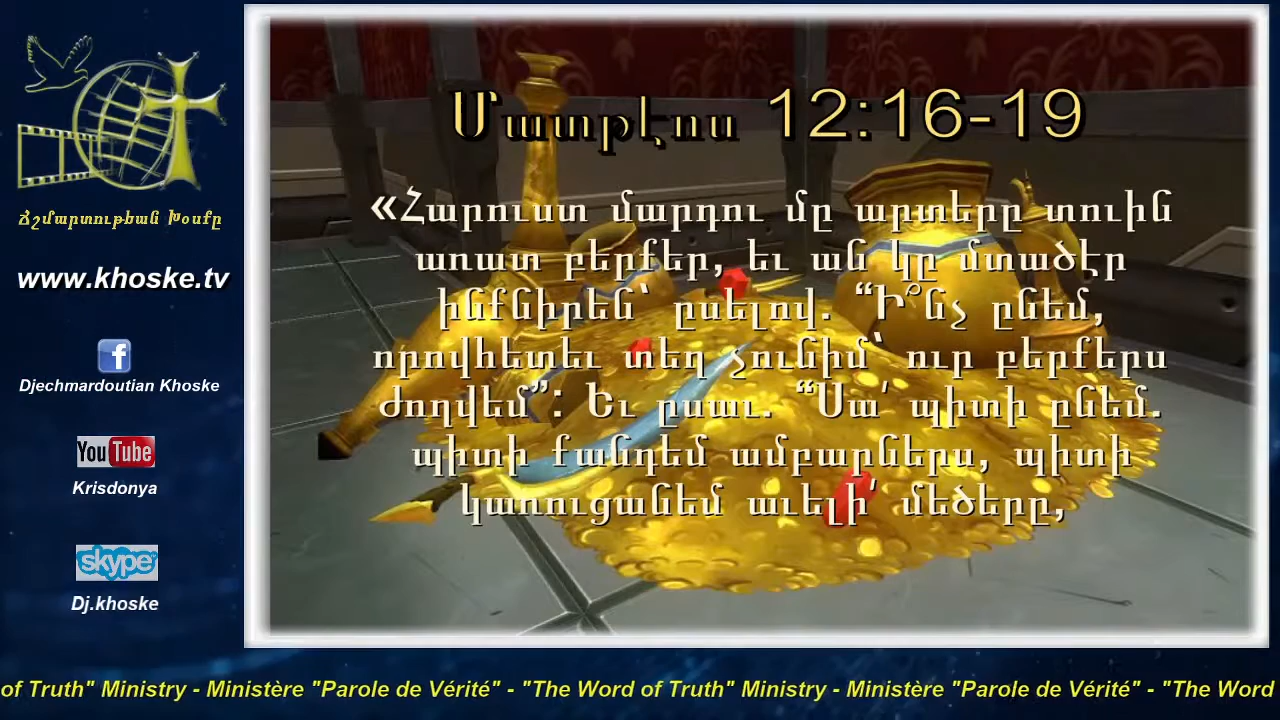 Ճշմարտութեան Խօսքը
www.khoske.tv
Djechmardoutian Khoske
You Tube
Krisdonya
skype
Dj.khoske
Մատթէոս 12:16-19
«Հարուստ մարդու մը արտերը տուին
առատ բերքեր, եւ ան կը մտածէր
ինքնիրեն՝ ըսելով. “Ի՞նչ ընեմ,
որովհետեւ տեղ չունիմ՝ ուր բերքերս
ժողվեմ”: Եւ ըսաւ. “Սա՛ պիտի ընեմ.
պիտի քանդեմ ամբարներս, պիտի
կառուցանեմ աւելի՛ մեծերը,
of Truth" Ministry - Ministère "Parole de Vérité" - "The Word of Truth" Ministry - Ministère "Parole de Vérité" - "The Word